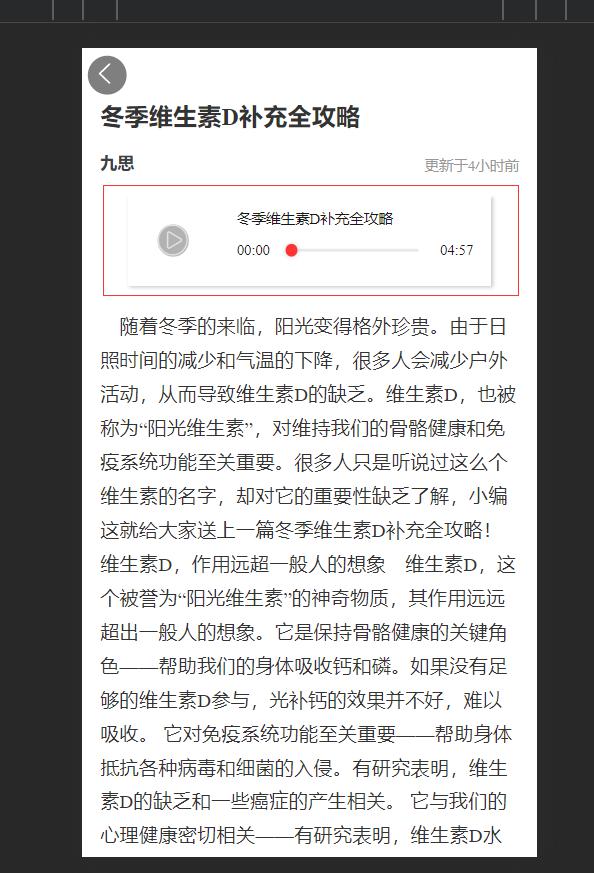 冬季维生素D补充全攻略
九思
更新于4小时前
冬季维生素D补充全攻略
00:00
04:57
随着冬季的来临，阳光变得格外珍贵。由于日
照时间的减少和气温的下降，很多人会减少户外
活动，从而导致维生素D的缺乏。维生素D，也被
称为“阳光维生素”，对维持我们的骨骼健康和免
疫系统功能至关重要。很多人只是听说过这么个
维生素的名字，却对它的重要性缺乏了解，小编
这就给大家送上一篇冬季维生素D补充全攻略！
维生素D，作用远超一般人的想象　维生素D，这
个被誉为“阳光维生素”的神奇物质，其作用远远
超出一般人的想象。它是保持骨骼健康的关键角
色——帮助我们的身体吸收钙和磷。如果没有足
够的维生素D参与，光补钙的效果并不好，难以
吸收。 它对免疫系统功能至关重要——帮助身体
抵抗各种病毒和细菌的入侵。有研究表明，维生
素D的缺乏和一些癌症的产生相关。 它与我们的
心理健康密切相关——有研究表明，维生素D水